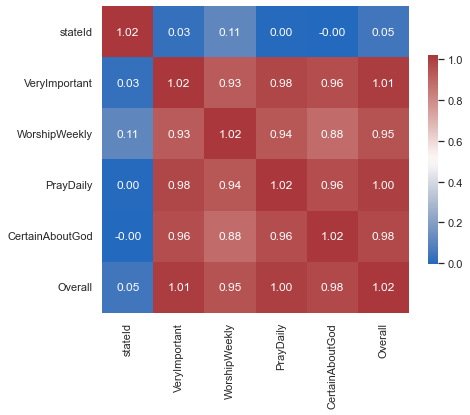 stateId 1.02 0.03 0.11 0.00 -0.00 0.05
VeryImportant 0.03 1.02 0.93 0.98 0.96 1.01
WorshipWeekly 0.11 0.93 1.02 0.94 0.88 0.95
PrayDaily 0.00 0.98 0.94 1.02 0.96 1.00
CertainAboutGod -0.00 0.96 0.88 0.96 1.02 0.98
Overall 0.05 1.01 0.95 1.00 0.98 1.02
stateId
VeryImportant
WorshipWeekly
PrayDaily
CertainAboutGod
Overall
1.0
0.8
0.6
0.4
0.2
0.0